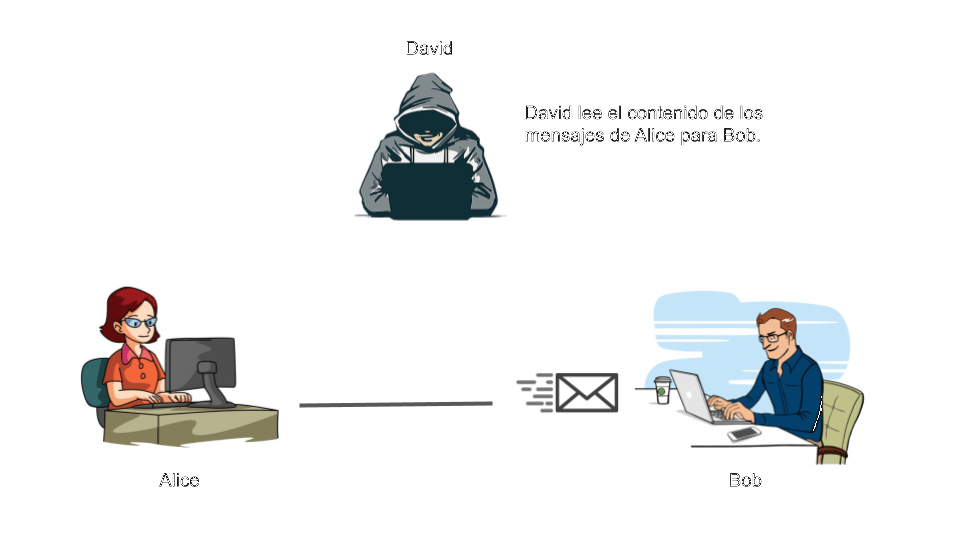 David
David lee el contenido de los
mensajes de Alice para Bob.
Alice
Bob